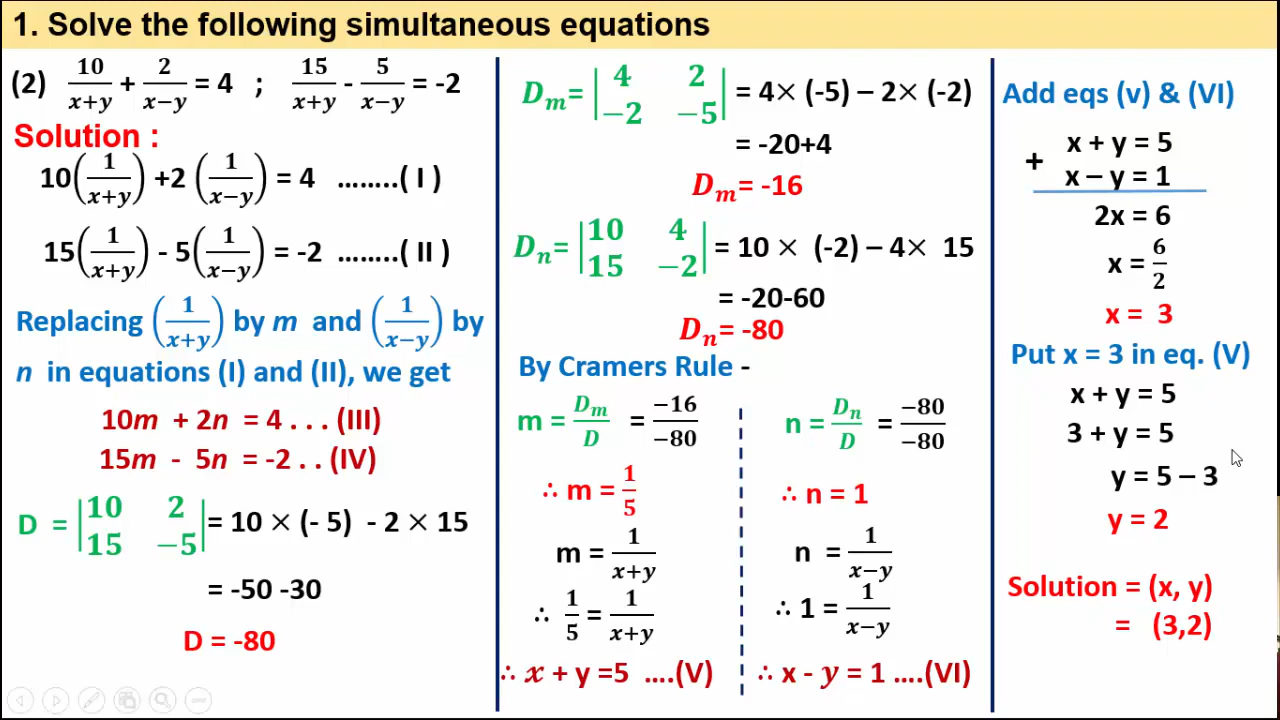 1. Solve the following simultaneous equations
(2) 10/(x+y) + 2/(x−y) = 4 ; 15/(x+y) - 5/(x−y) = -2
Solution :
10(1/(x+y)) +2 (1/(x−y)) = 4 ........( I )
15(1/(x+y)) - 5(1/(x−y)) = -2 ........( II )
Replacing (1/(x+y)) by m and (1/(x−y)) by
n in equations (I) and (II), we get
10m + 2n = 4 . . . (III)
15m - 5n = -2 . . (IV)
D = |10 2; 15 −5| = 10 × (- 5) - 2 × 15
= -50 -30
D = -80
Dm = |4 2; −2 −5| = 4× (-5) – 2× (-2)
= -20+4
Dm = -16
Dn = |10 4; 15 −2| = 10 × (-2) – 4× 15
= -20-60
Dn = -80
By Cramers Rule -
m = Dm/D = −16/−80
∴ m = 1/5
m = 1/(x+y)
∴ 1/5 = 1/(x+y)
∴ x + y =5 ....(V)
n = Dn/D = −80/−80
∴ n = 1
n = 1/(x−y)
∴ 1 = 1/(x−y)
∴ x - y = 1 ....(VI)
Add eqs (v) & (VI)
x + y = 5
+
x – y = 1
2x = 6
x = 6/2
x = 3
Put x = 3 in eq. (V)
x + y = 5
3 + y = 5
y = 5 – 3
y = 2
Solution = (x, y)
= (3,2)